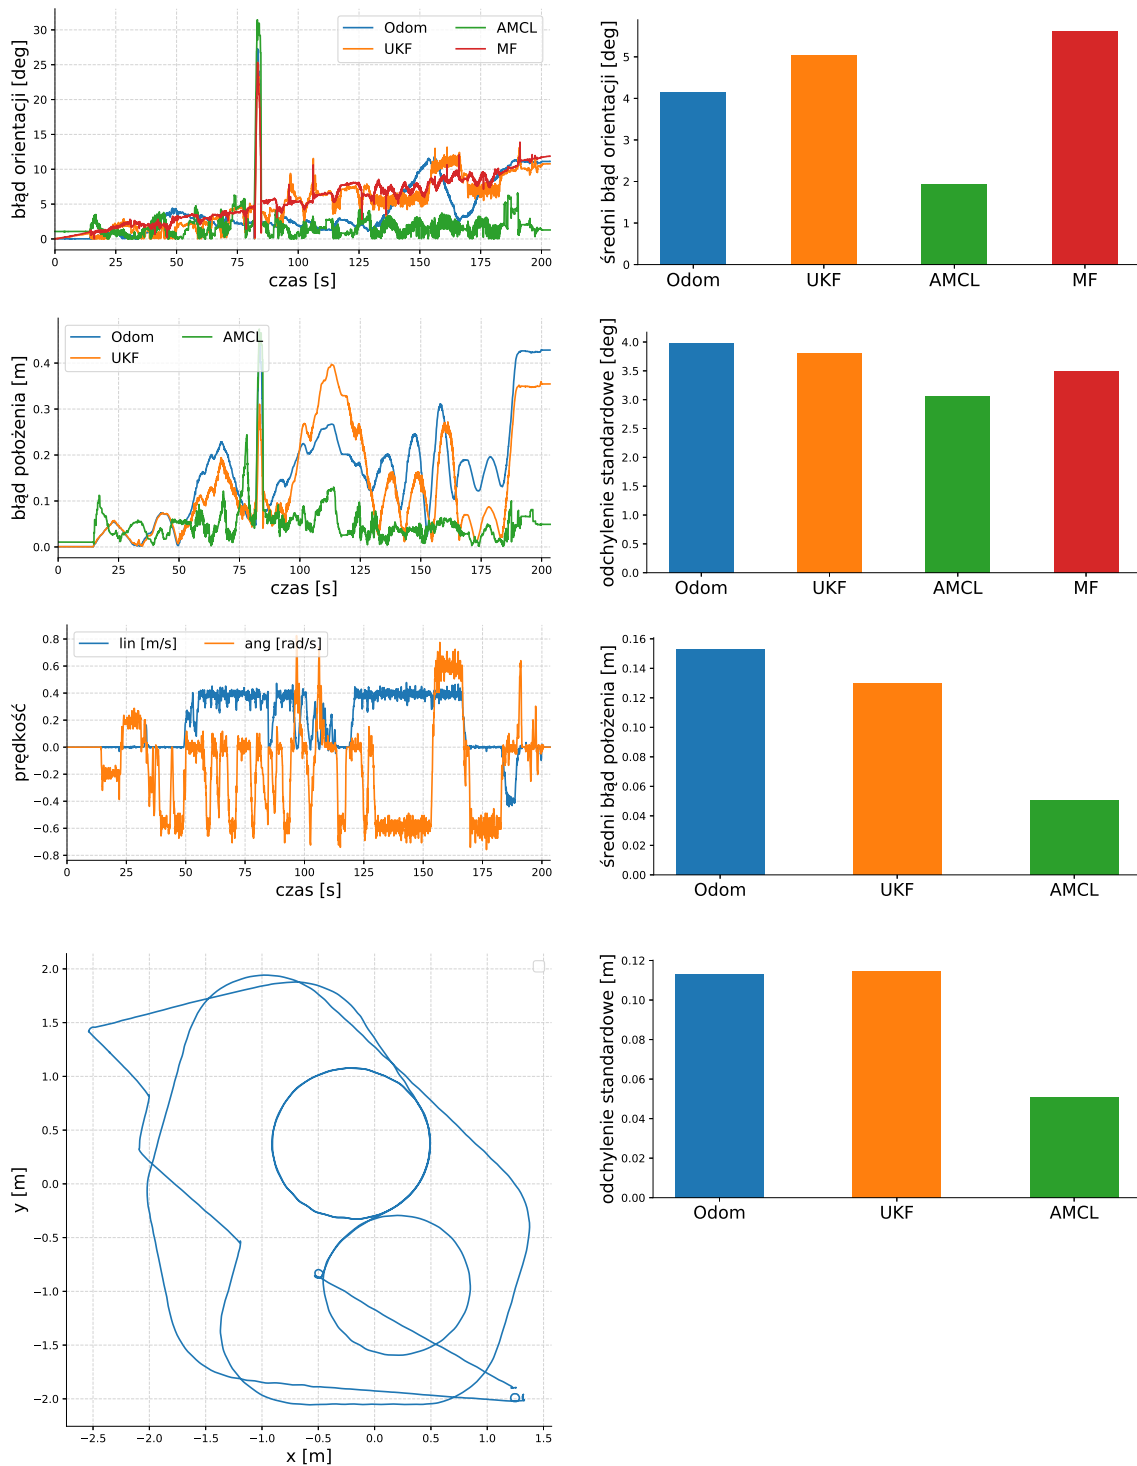 błąd orientacji [deg]
30
25
20
15
10
5
0
Odom
UKF
AMCL
MF
0 25 50 75 100 125 150 175 200
czas [s]
średni błąd orientacji [deg]
5
4
3
2
1
0
Odom UKF AMCL MF
błąd położenia [m]
0.4
0.3
0.2
0.1
0.0
Odom
UKF
AMCL
0 25 50 75 100 125 150 175 200
czas [s]
odchylenie standardowe [deg]
4.0
3.5
3.0
2.5
2.0
1.5
1.0
0.5
0.0
Odom UKF AMCL MF
prędkość
0.8
0.6
0.4
0.2
0.0
−0.2
−0.4
−0.6
−0.8
lin [m/s]
ang [rad/s]
0 25 50 75 100 125 150 175 200
czas [s]
średni błąd położenia [m]
0.16
0.14
0.12
0.10
0.08
0.06
0.04
0.02
0.00
Odom UKF AMCL
y [m]
2.0
1.5
1.0
0.5
0.0
−0.5
−1.0
−1.5
−2.0
−2.5 −2.0 −1.5 −1.0 −0.5 0.0 0.5 1.0 1.5
x [m]
odchylenie standardowe [m]
0.12
0.10
0.08
0.06
0.04
0.02
0.00
Odom UKF AMCL